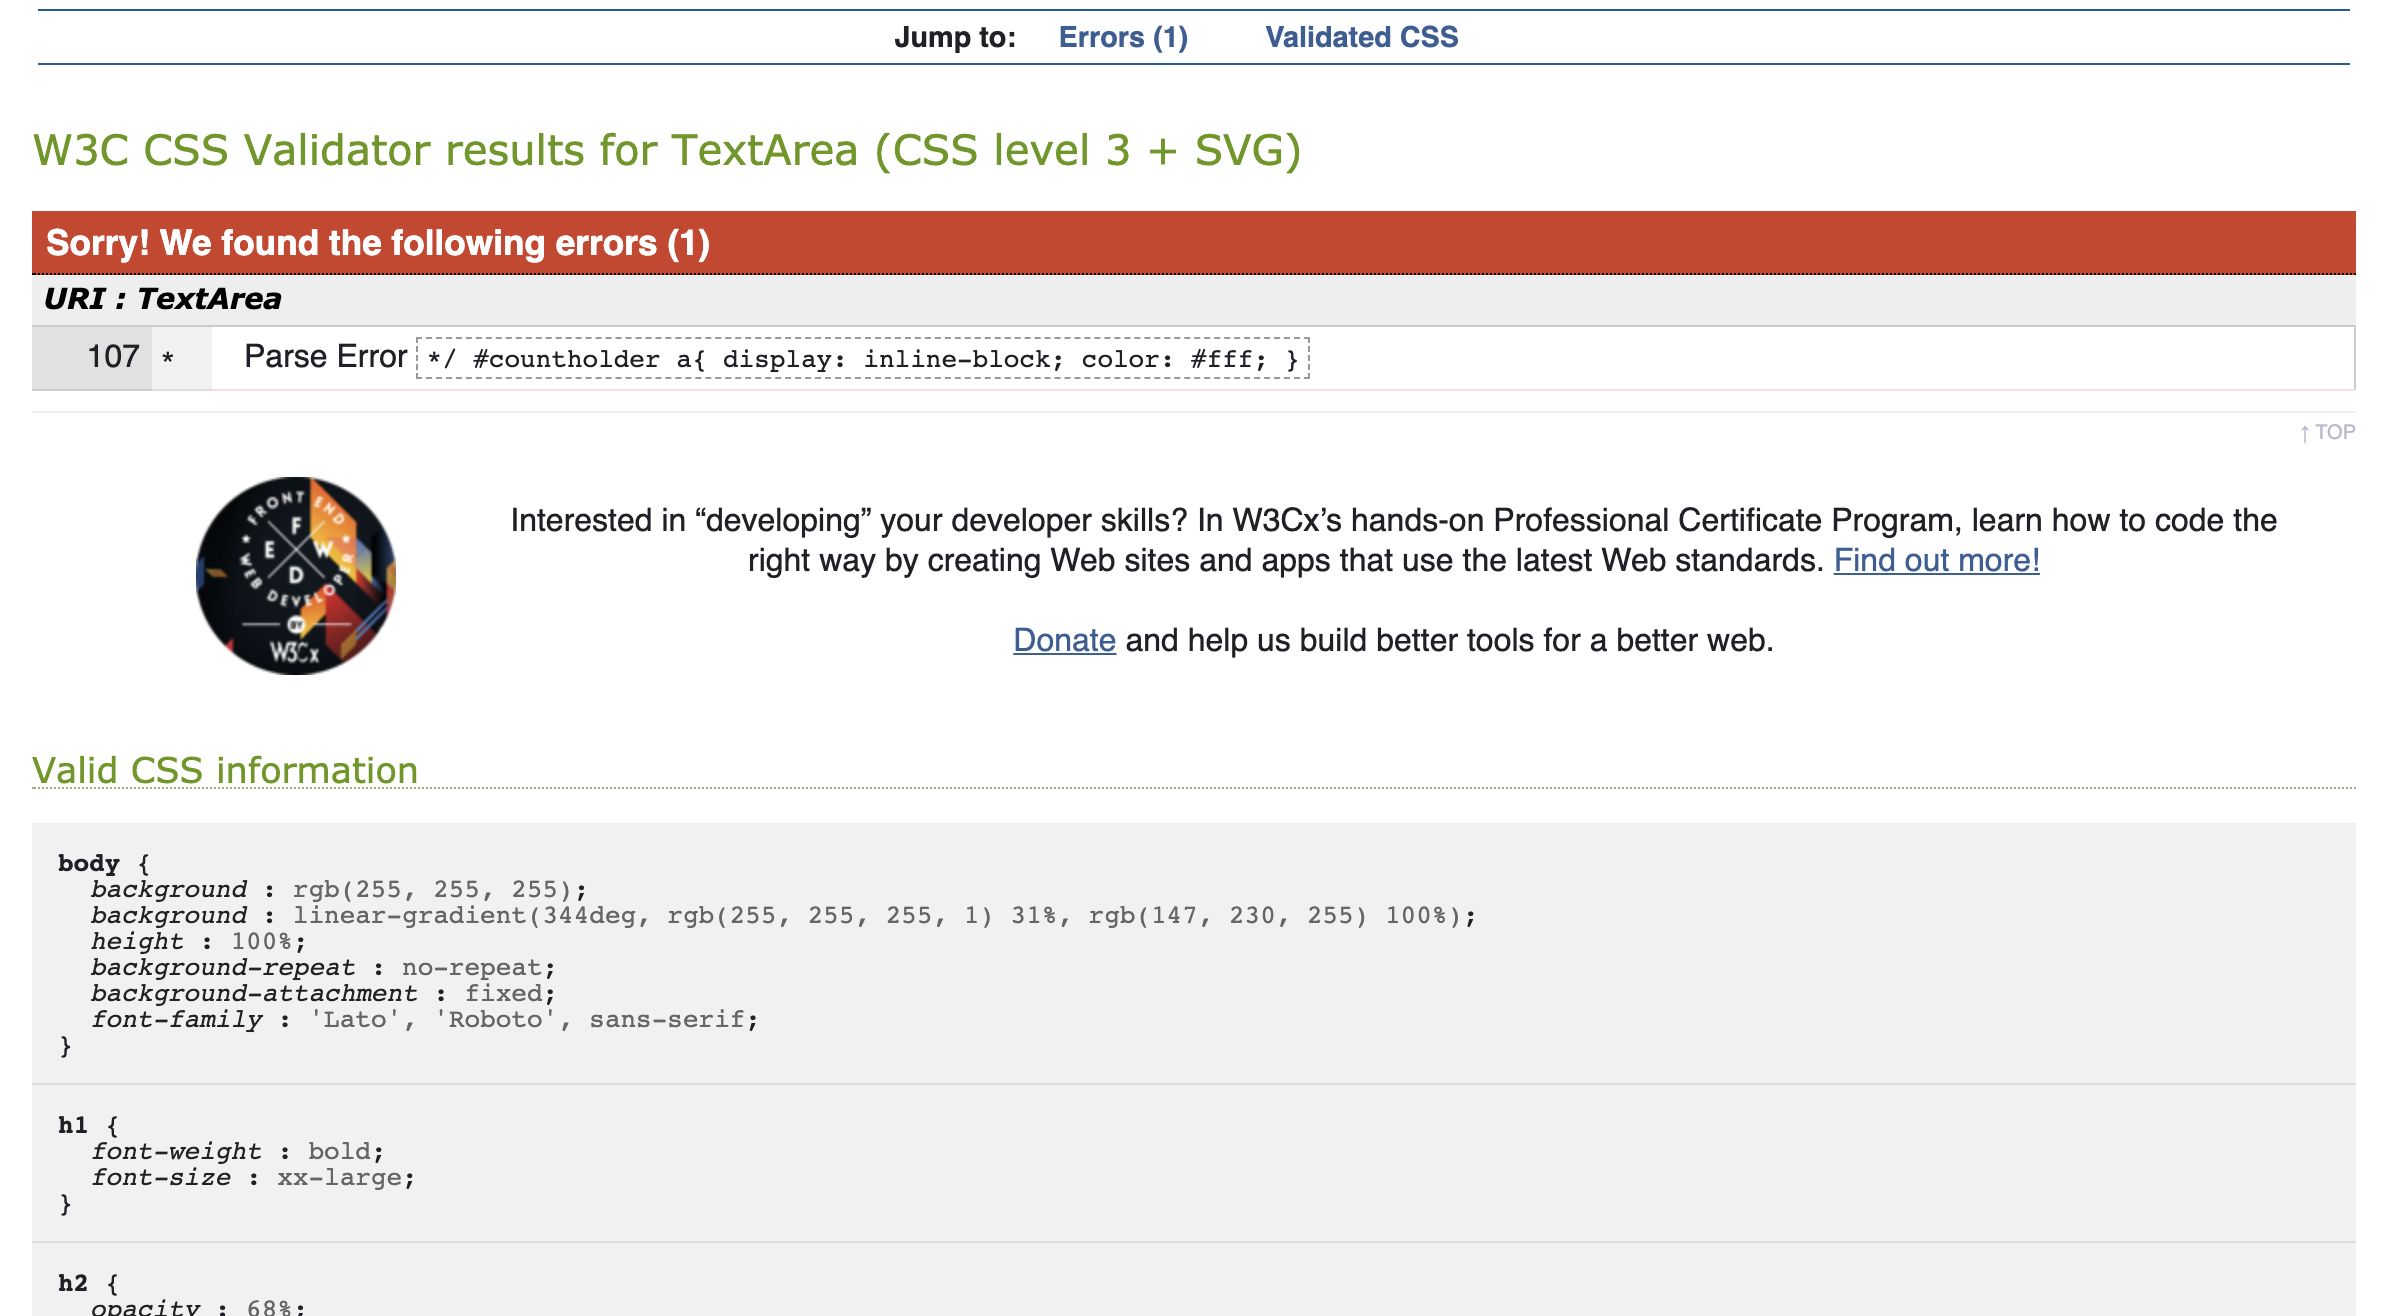 Jump to: Errors (1) Validated CSS
W3C CSS Validator results for TextArea (CSS level 3 + SVG)
Sorry! We found the following errors (1)
URI : TextArea
107 * Parse Error */ #countholder a{ display: inline-block; color: #fff; }
↑ TOP
FRONT END
F
E W
D
WEB DEVELOPER
BY
W3Cx
Interested in “developing” your developer skills? In W3Cx’s hands-on Professional Certificate Program, learn how to code the
right way by creating Web sites and apps that use the latest Web standards. Find out more!
Donate and help us build better tools for a better web.
Valid CSS information
body {
background : rgb(255, 255, 255);
background : linear-gradient(344deg, rgb(255, 255, 255, 1) 31%, rgb(147, 230, 255) 100%);
height : 100%;
background-repeat : no-repeat;
background-attachment : fixed;
font-family : 'Lato', 'Roboto', sans-serif;
}
h1 {
font-weight : bold;
font-size : xx-large;
}
h2 {
opacity : 68%;